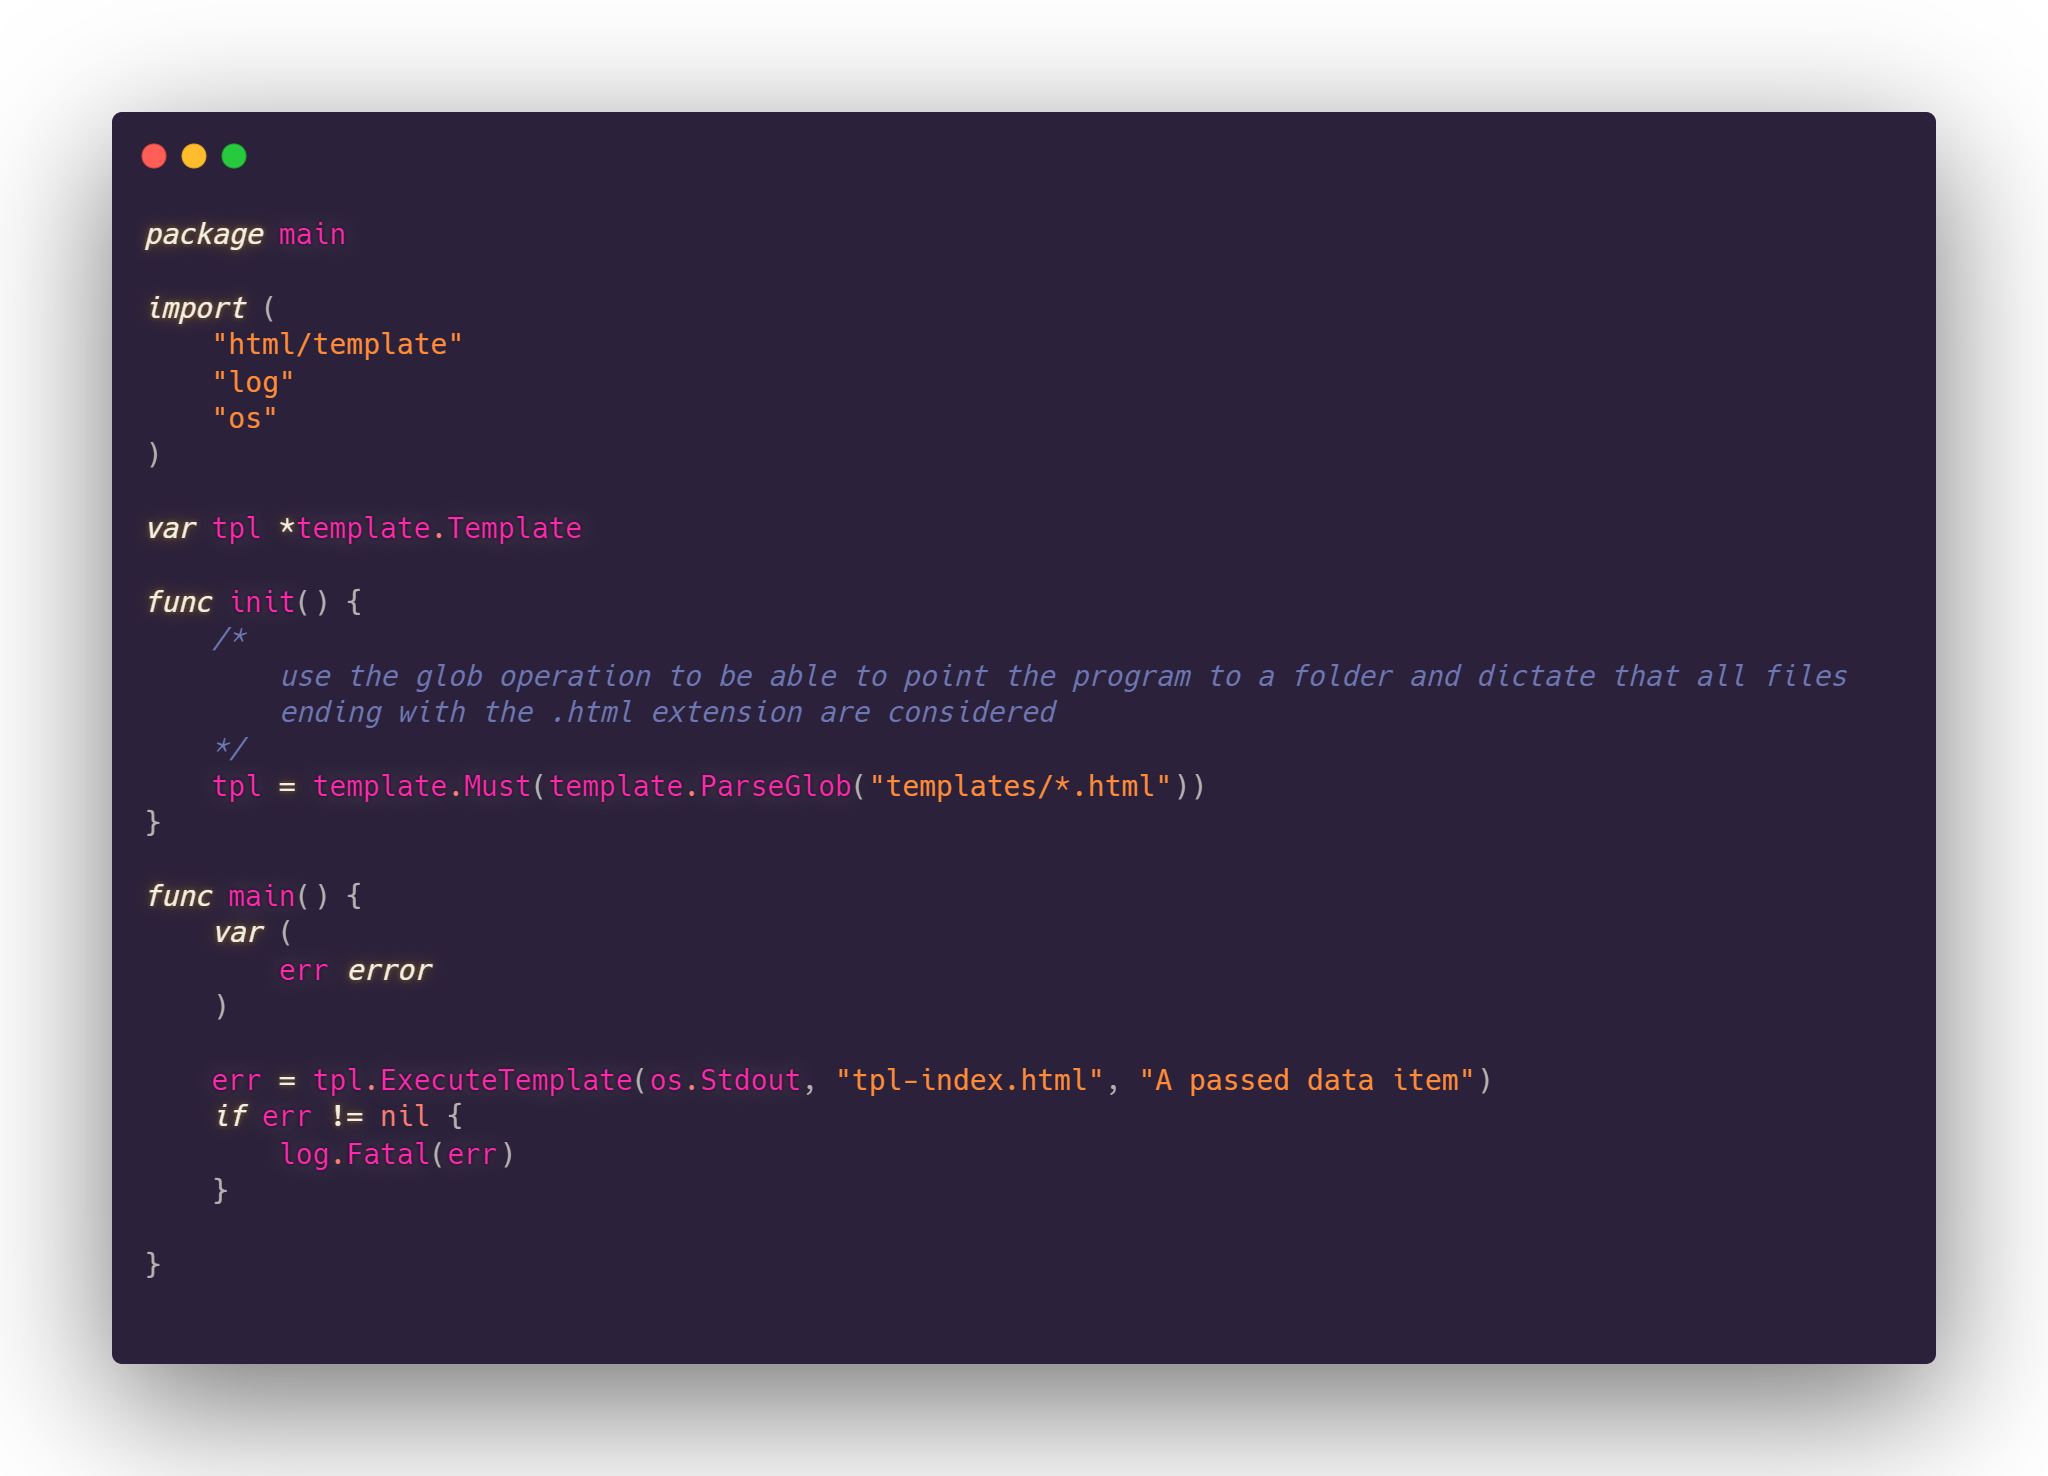 package main
import (
    "html/template"
    "log"
    "os"
)
var tpl *template.Template
func init() {
    /*
        use the glob operation to be able to point the program to a folder and dictate that all files
        ending with the .html extension are considered
    */
    tpl = template.Must(template.ParseGlob("templates/*.html"))
}
func main() {
    var (
        err error
    )
    err = tpl.ExecuteTemplate(os.Stdout, "tpl-index.html", "A passed data item")
    if err != nil {
        log.Fatal(err)
    }
}